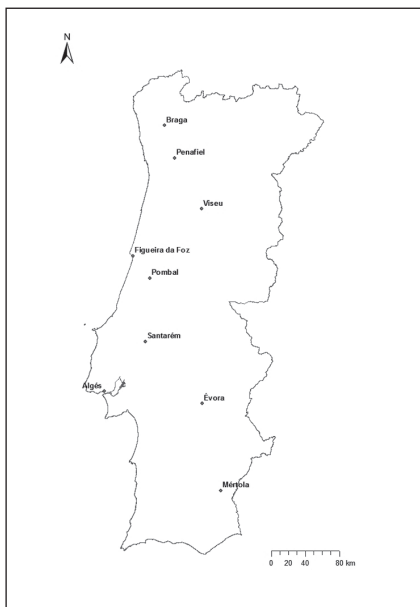 N
Braga
Penafiel
Viseu
Figueira da Foz
Pombal
Santarém
Algés
Évora
Mértola
0 20 40 80 km